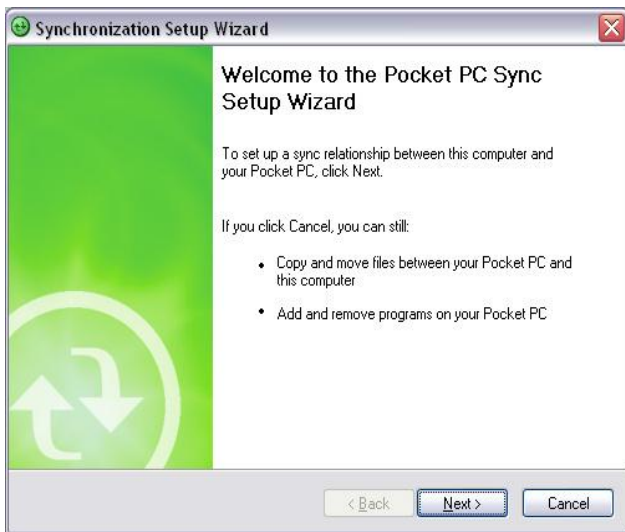 Synchronization Setup Wizard
Welcome to the Pocket PC Sync
Setup Wizard
To set up a sync relationship between this computer and
your Pocket PC, click Next.
If you click Cancel, you can still:
• Copy and move files between your Pocket PC and
this computer
• Add and remove programs on your Pocket PC
< Back
Next >
Cancel